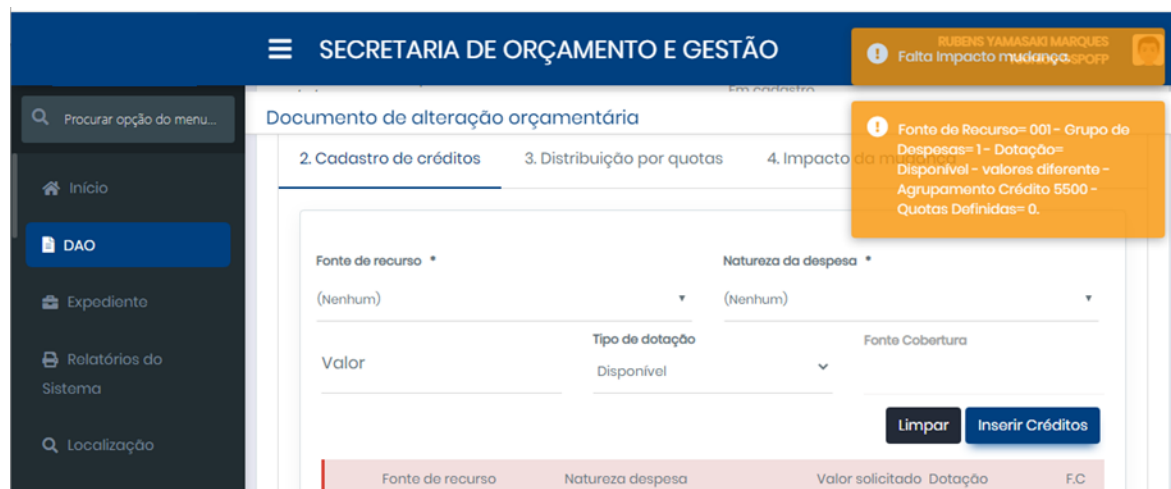 SECRETARIA DE ORÇAMENTO E GESTÃO
RUBENS YAMASAKI MARQUES
Falta Impacto mudança.
Procurar opção do menu...
Em cadastro
Documento de alteração orçamentária
Fonte de Recurso= 001 - Grupo de
Despesas= 1 - Dotação=
Disponível - valores diferente -
Agrupamento Crédito 5500 -
Quotas Definidas= 0.
2. Cadastro de créditos
3. Distribuição por quotas
4. Impacto da mudança
Início
DAO
Expediente
Relatórios do
Sistema
Localização
Fonte de recurso *
Natureza da despesa *
(Nenhum)
(Nenhum)
Valor
Tipo de dotação
Disponível
Fonte Cobertura
Limpar
Inserir Créditos
Fonte de recurso Natureza despesa Valor solicitado Dotação F.C